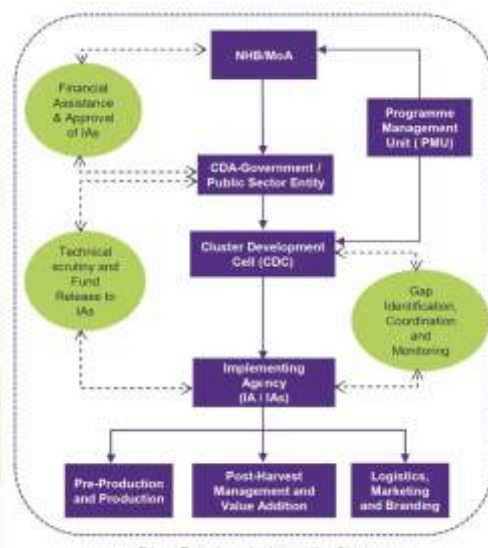 NHB/MoA
Financial
Assistance
& Approval
of IAs
Programme
Management
Unit ( PMU)
CDA-Government /
Public Sector Entity
Cluster Development
Cell (CDC)
Technical
scrutiny and
Fund
Release to
IAs
Gap
Identification,
Coordination
and
Monitoring
Implementing
Agency
(IA / IAs)
Pre-Production
and Production
Post-Harvest
Management and
Value Addition
Logistics,
Marketing
and Branding